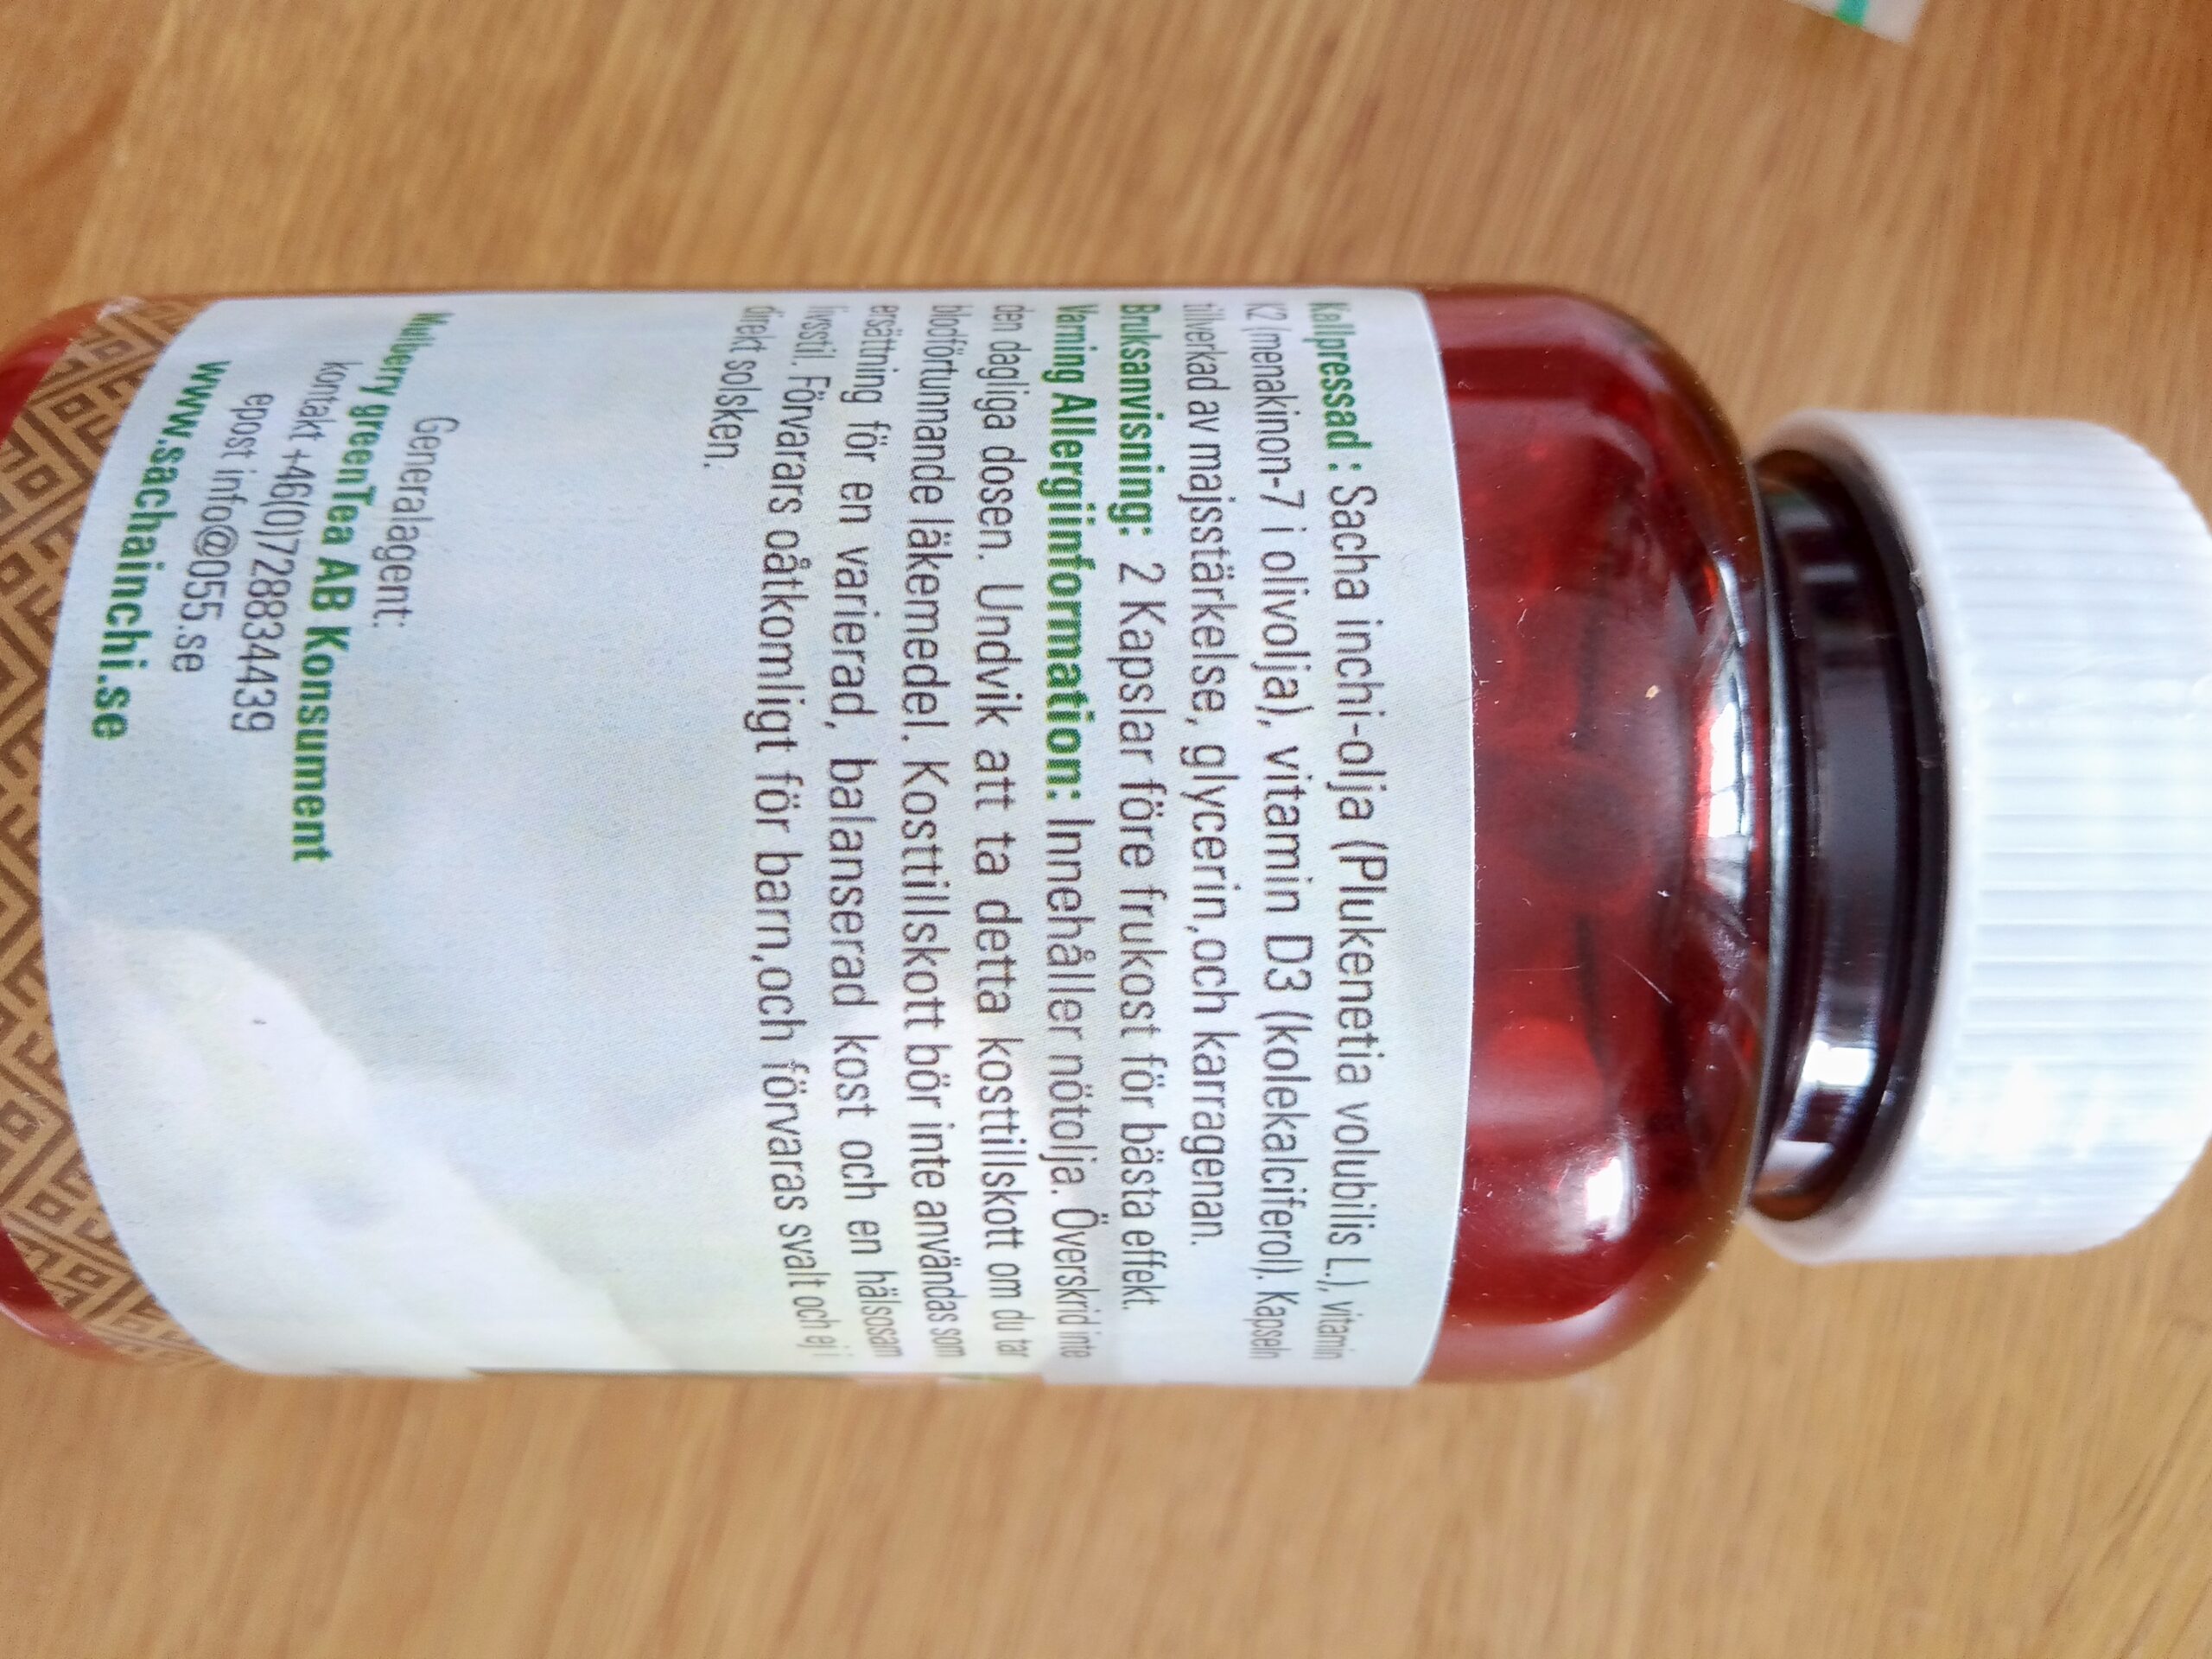 Kallpressad : Sacha inchi-olja (Plukenetia volubilis L.), vitamin
K2 (menakinon-7 i olivolja), vitamin D3 (kolekalciferol). Kapseln
tillverkad av majsstärkelse, glycerin,och karragenan.
Bruksanvisning: 2 Kapslar före frukost för bästa effekt.
Varning Allergiinformation: Innehåller nötolja. Överskrid inte
den dagliga dosen. Undvik att ta detta kosttillskott om du tar
blodförtunnande läkemedel. Kosttillskott bör inte användas som
ersättning för en varierad, balanserad kost och en hälsosam
livsstil. Förvarars oåtkomligt för barn,och förvaras svalt och ej i
direkt solsken.
Generalagent:
Mulberry greenTea AB Konsument
kontakt +46(0)728834439
epost info@055.se
www.sachainchi.se